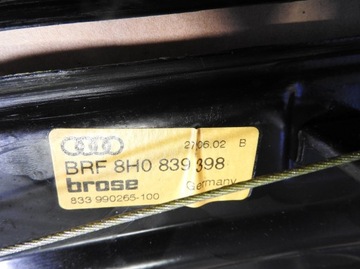 27.06.02 B
BRF 8H0 839 398
brose Germany
833 990265-100